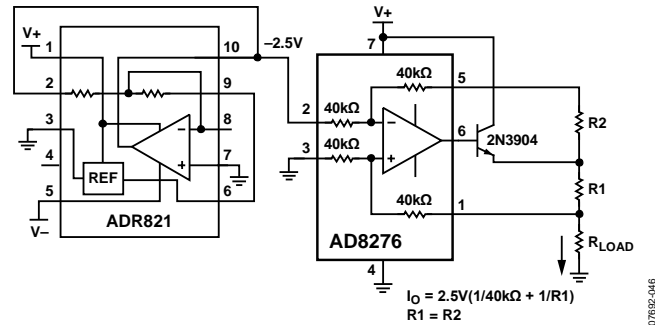 V+
1
10
–2.5V
2
9
3
8
4
7
REF
5
6
V–
ADR821
V+
7
40kΩ
5
2
40kΩ
3
40kΩ
6
2N3904
R2
R1
40kΩ
1
AD8276
RLOAD
4
IO = 2.5V(1/40kΩ + 1/R1)
R1 = R2
07692-046